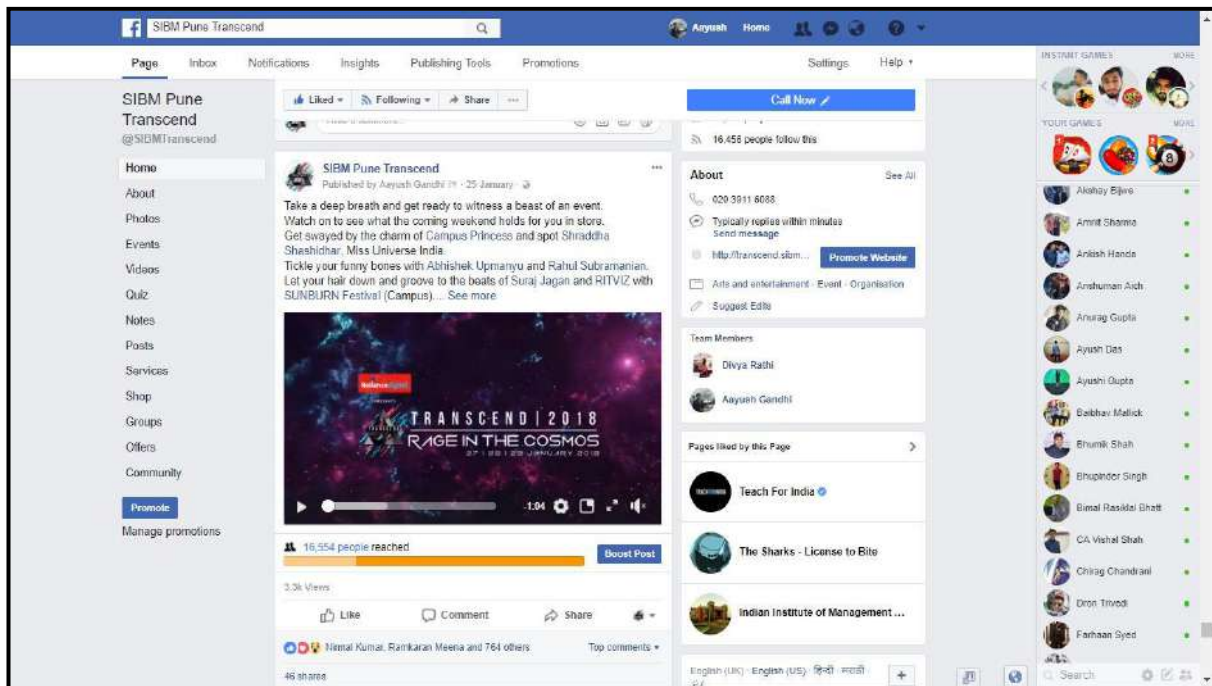 SIBM Pune Transcend
Aayush Home
Page Inbox Notifications Insights Publishing Tools Promotions Settings Help
SIBM Pune
Transcend
@SIBMTranscend
Home
About
Photos
Events
Videos
Quiz
Notes
Posts
Services
Shop
Groups
Offers
Community
Promote
Manage promotions
Liked Following Share ...
Call Now
SIBM Pune Transcend
Published by Aayush Gandhi · 25 January ·
Take a deep breath and get ready to witness a beast of an event.
Watch on to see what the coming weekend holds for you in store.
Get swayed by the charm of Campus Princess and spot Shraddha
Shashidhar, Miss Universe India.
Tickle your funny bones with Abhishek Upmanyu and Rahul Subramanian.
Let your hair down and groove to the beats of Suraj Jagan and RITVIZ with
SUNBURN Festival (Campus).... See more
Reliance digital
TRANSCEND | 2018
RAGE IN THE COSMOS
27 | 28 | 29 JANUARY 2018
-1:04
16,554 people reached
Boost Post
3.3k Views
Like Comment Share
Nirmal Kumar, Ramkaran Meena and 764 others
Top comments
46 shares
16,456 people follow this
About See All
020 3911 6088
Typically replies within minutes
Send message
http://transcend.sibm... Promote Website
Arts and entertainment · Event · Organisation
Suggest Edits
Team Members
Divya Rathi
Aayush Gandhi
Pages liked by this Page
Teach For India
The Sharks - License to Bite
Indian Institute of Management ...
English (UK) · English (US) · हिन्दी · मराठी ·
INSTANT GAMES MORE
YOUR GAMES MORE
Akshay Bijwe
Amrit Sharma
Ankish Handa
Anshuman Aich
Anurag Gupta
Ayush Das
Ayushi Gupta
Baibhav Mallick
Bhumik Shah
Bhupinder Singh
Bimal Rasiklal Bhatt
CA Vishal Shah
Chirag Chandrani
Dron Trivedi
Farhaan Syed
Search